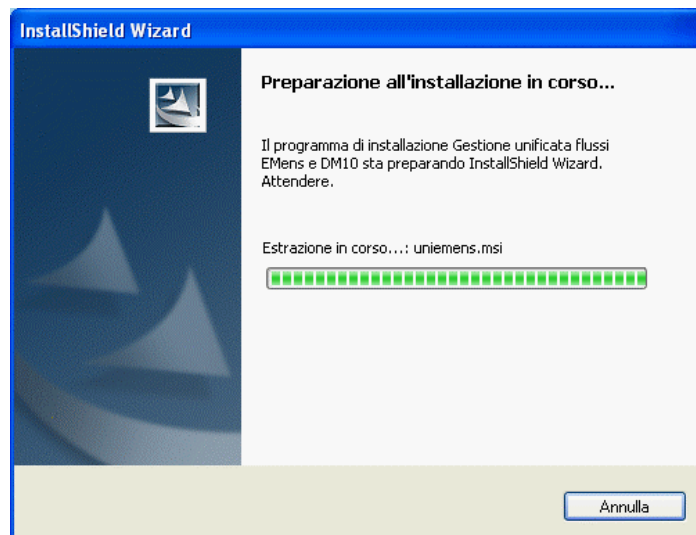 InstallShield Wizard
Preparazione all'installazione in corso...
Il programma di installazione Gestione unificata flussi
EMens e DM10 sta preparando InstallShield Wizard.
Attendere.
Estrazione in corso...: uniemens.msi
Annulla